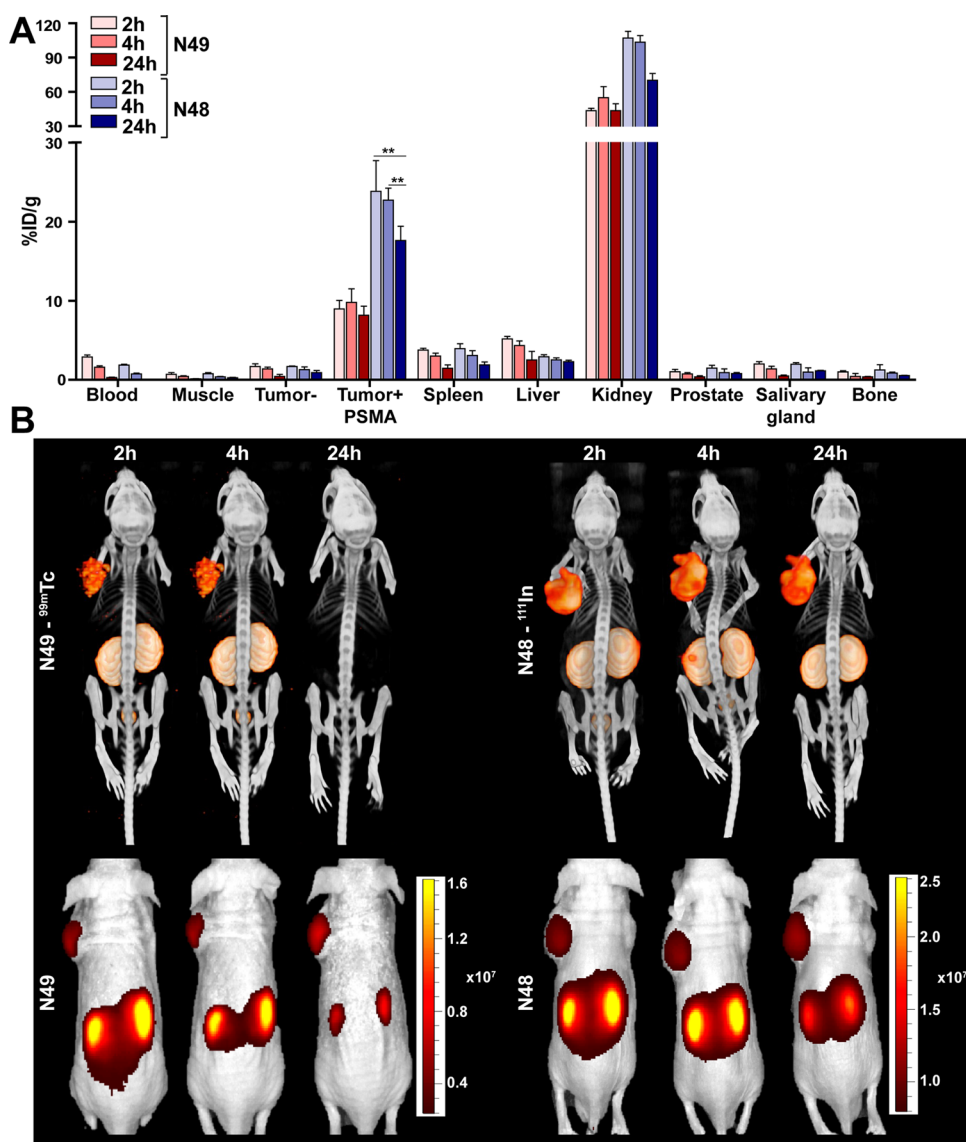 A
120
90
60
30
30
20
10
0
%ID/g
2h
4h
24h
N49
2h
4h
24h
N48
**
**
Blood
Muscle
Tumor-
Tumor+
PSMA
Spleen
Liver
Kidney
Prostate
Salivary
gland
Bone
B
2h
4h
24h
2h
4h
24h
N49 - ⁹⁹ᵐTc
N48 - ¹¹¹In
N49
1.6
1.2
x10⁷
0.8
0.4
N48
2.5
2.0
x10⁷
1.5
1.0